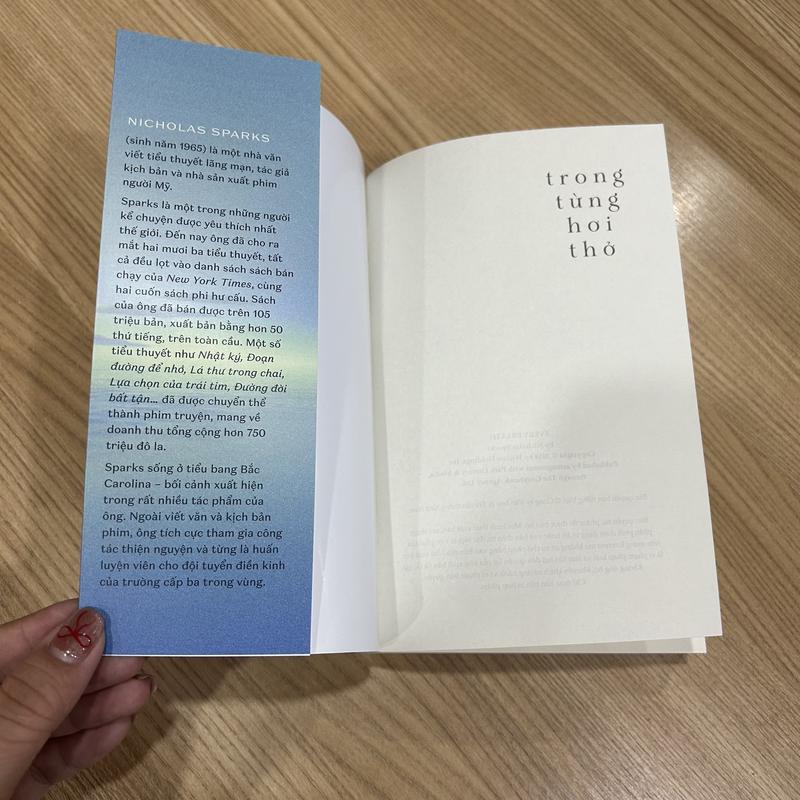 NICHOLAS SPARKS
(sinh năm 1965) là một nhà văn
viết tiểu thuyết lãng mạn, tác giả
kịch bản và nhà sản xuất phim
người Mỹ.
Sparks là một trong những người
kể chuyện được yêu thích nhất
thế giới. Đến nay ông đã cho ra
mắt hai mươi ba tiểu thuyết, tất
cả đều lọt vào danh sách sách bán
chạy của New York Times, cùng
hai cuốn sách phi hư cấu. Sách
của ông đã bán được trên 105
triệu bản, xuất bản bằng hơn 50
thứ tiếng, trên toàn cầu. Một số
tiểu thuyết như Nhật ký, Đoạn
đường để nhớ, Lá thư trong chai,
Lựa chọn của trái tim, Đường đời
bất tận... đã được chuyển thể
thành phim truyện, mang về
doanh thu tổng cộng hơn 750
triệu đô la.
Sparks sống ở tiểu bang Bắc
Carolina – bối cảnh xuất hiện
trong rất nhiều tác phẩm của
ông. Ngoài viết văn và kịch bản
phim, ông tích cực tham gia công
tác thiện nguyện và từng là huấn
luyện viên cho đội tuyển điền kinh
của trường cấp ba trong vùng.
trong
từng
hơi
thở